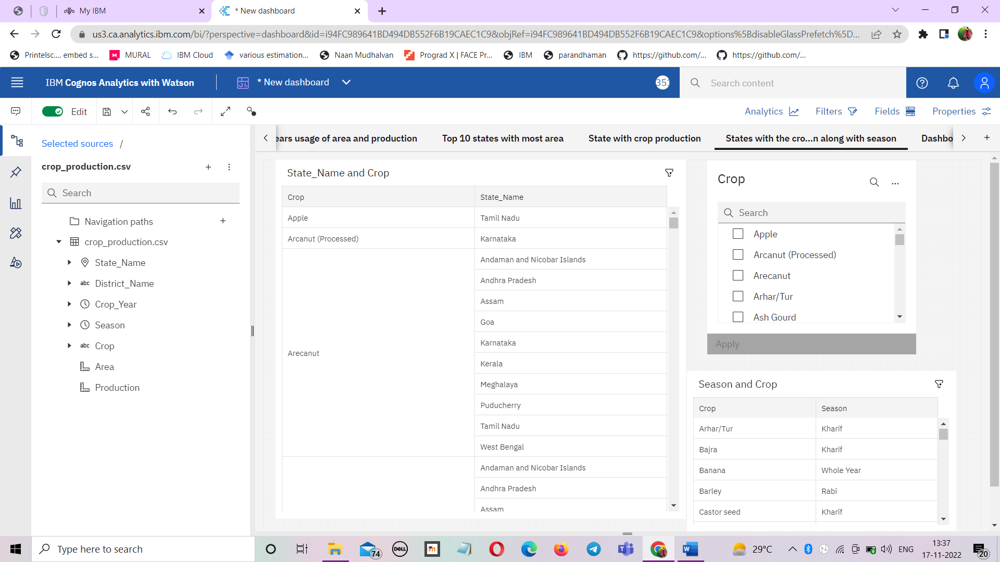 My IBM
* New dashboard
us3.ca.analytics.ibm.com/bi/?perspective=dashboard&id=i94FC989641BD494DB552F6B19CAEC1C9&objRef=i94FC989641BD494DB552F6B19CAEC1C9&options%5BdisableGlassPrefetch%5D...
Printelsc.... embed s...
MURAL
IBM Cloud
various estimation...
Naan Mudhalvan
Prograd X | FACE Pr...
IBM
parandhaman
https://github.com/...
https://github.com/...
IBM Cognos Analytics with Watson
* New dashboard
351
Search content
Edit
Analytics
Filters
Fields
Properties
Selected sources /
crop_production.csv
Search
Navigation paths
crop_production.csv
State_Name
abc District_Name
Crop_Year
Season
abc Crop
Area
Production
ears usage of area and production
Top 10 states with most area
State with crop production
States with the cro...n along with season
Dashbo
State_Name and Crop
Crop State_Name
Apple Tamil Nadu
Arcanut (Processed) Karnataka
Andaman and Nicobar Islands
Andhra Pradesh
Assam
Goa
Karnataka
Arecanut
Kerala
Meghalaya
Puducherry
Tamil Nadu
West Bengal
Andaman and Nicobar Islands
Andhra Pradesh
Assam
Crop
...
Search
Apple
Arcanut (Processed)
Arecanut
Arhar/Tur
Ash Gourd
Apply
Season and Crop
Crop Season
Arhar/Tur Kharif
Bajra Kharif
Banana Whole Year
Barley Rabi
Castor seed Kharif
Type here to search
74
DELL
m
W
29°C
ENG
13:37
17-11-2022
20